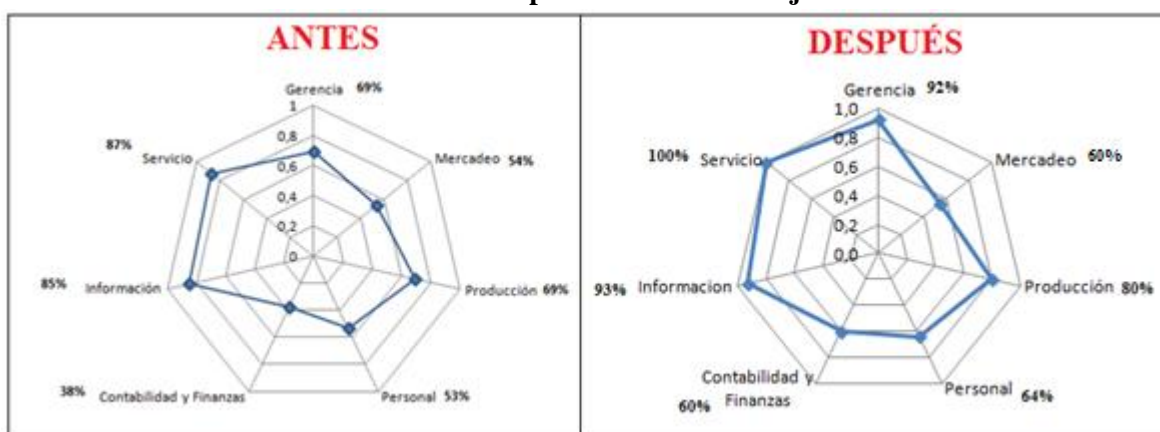 ANTES
Gerencia 69%
1
0,8
0,6
0,4
0,2
0
Mercadeo 54%
Producción 69%
Personal 53%
38% Contabilidad y Finanzas
85% Información
87% Servicio
DESPUÉS
Gerencia 92%
1,0
0,8
0,6
0,4
0,2
0,0
Mercadeo 60%
Producción 80%
Personal 64%
Contabilidad y
60% Finanzas
93% Informacion
100% Servicio